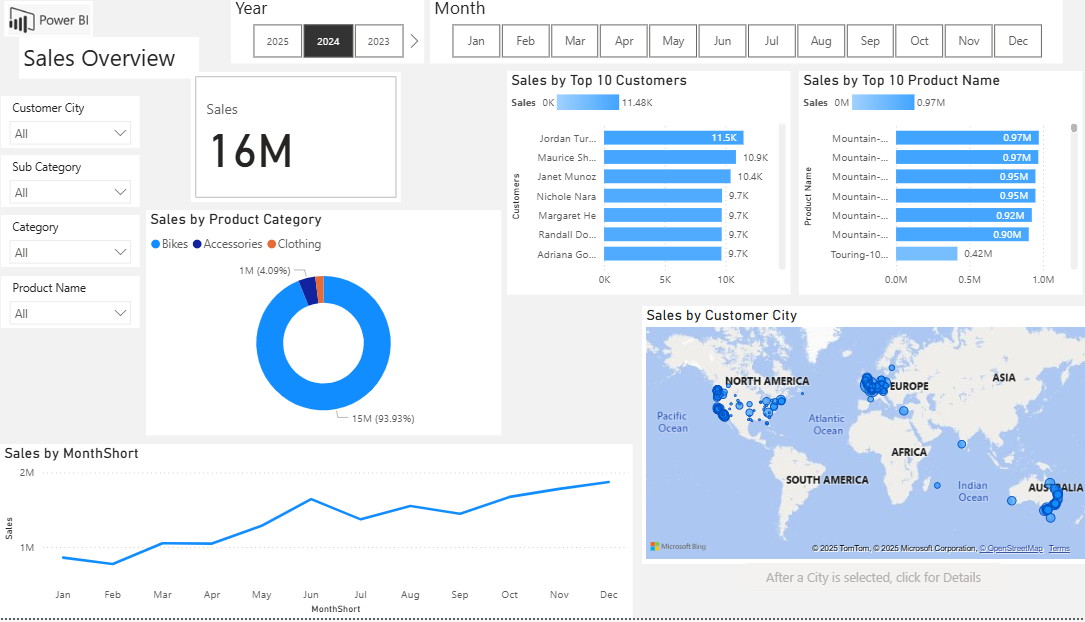 Power BI
Sales Overview
Year
2025 2024 2023
Month
Jan Feb Mar Apr May Jun Jul Aug Sep Oct Nov Dec
Customer City
All
Sub Category
All
Category
All
Product Name
All
Sales
16M
Sales by Product Category
Bikes Accessories Clothing
1M (4.09%)
15M (93.93%)
Sales by Top 10 Customers
Sales 0K 11.48K
Customers
Jordan Tur... 11.5K
Maurice Sh... 10.9K
Janet Munoz 10.4K
Nichole Nara 9.7K
Margaret He 9.7K
Randall Do... 9.7K
Adriana Go... 9.7K
0K 5K 10K
Sales by Top 10 Product Name
Sales 0M 0.97M
Product Name
Mountain-... 0.97M
Mountain-... 0.97M
Mountain-... 0.95M
Mountain-... 0.95M
Mountain-... 0.92M
Mountain-... 0.90M
Touring-10... 0.42M
0.0M 0.5M 1.0M
Sales by Customer City
NORTH AMERICA
EUROPE
ASIA
Pacific
Ocean
Atlantic
Ocean
AFRICA
SOUTH AMERICA
Indian
Ocean
AUSTRALIA
Microsoft Bing
© 2025 TomTom, © 2025 Microsoft Corporation, © OpenStreetMap Terms
After a City is selected, click for Details
Sales by MonthShort
2M
1M
Sales
Jan Feb Mar Apr May Jun Jul Aug Sep Oct Nov Dec
MonthShort